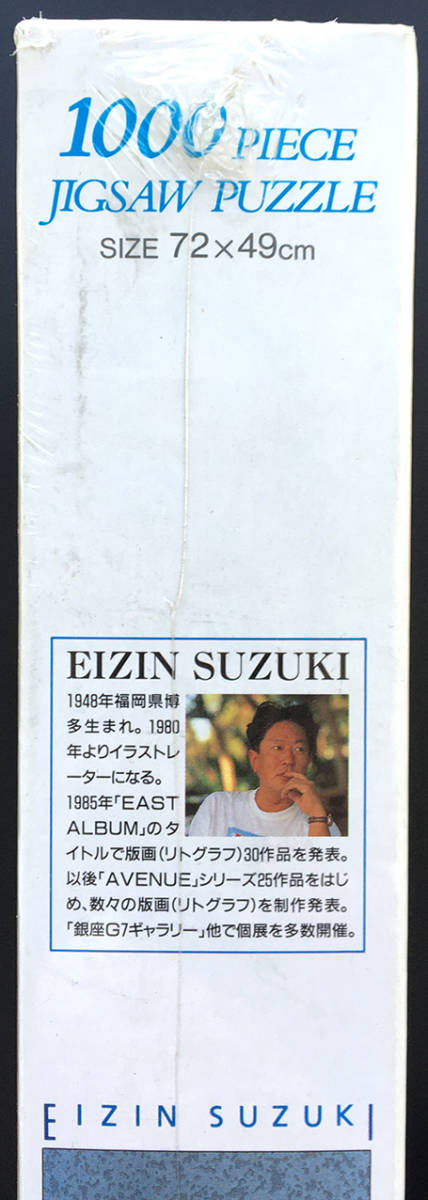 1000 PIECE
JIGSAW PUZZLE
SIZE 72×49cm
EIZIN SUZUKI
1948年福岡県博
多生まれ。1980
年よりイラストレ
ーターになる。
1985年「EAST
ALBUM」のタ
イトルで版画(リトグラフ)30作品を発表。
以後「AVENUE」シリーズ25作品をはじ
め、数々の版画(リトグラフ)を制作発表。
「銀座G7ギャラリー」他で個展を多数開催。
EIZIN SUZUKI